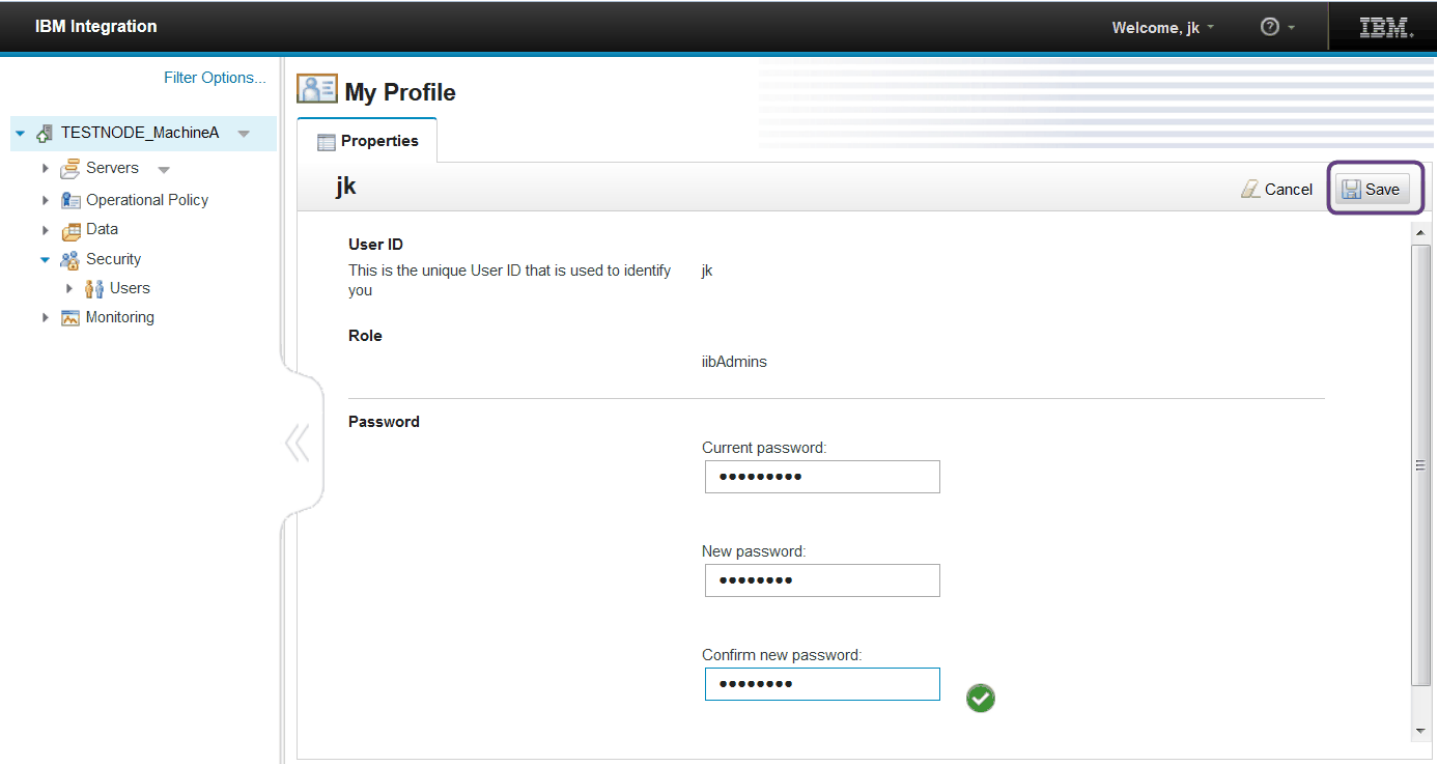 IBM Integration
Welcome, jk
?
IBM.
Filter Options...
My Profile
TESTNODE_MachineA
Properties
Servers
jk
Cancel
Save
Operational Policy
Data
User ID
Security
This is the unique User ID that is used to identify
you
jk
Users
Monitoring
Role
iibAdmins
Password
Current password:
•••••••••
New password:
••••••••
Confirm new password:
••••••••